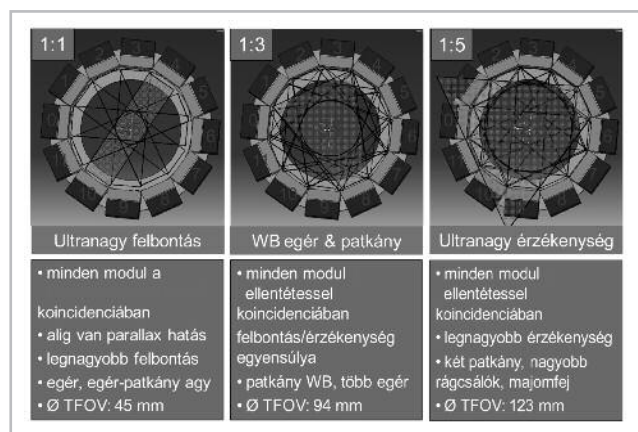 1:1
1:3
1:5
Ultranagy felbontás
WB egér & patkány
Ultranagy érzékenység
• minden modul a
koincidenciában
• alig van parallax hatás
• legnagyobb felbontás
• egér, egér-patkány agy
• Ø TFOV: 45 mm
• minden modul
ellentétessel
koincidenciában
felbontás/érzékenység
egyensúlya
• patkány WB, több egér
• Ø TFOV: 94 mm
• minden modul
ellentétessel
koincidenciában
• legnagyobb érzékenység
• két patkány, nagyobb
rágcsálók, majomfej
• Ø TFOV: 123 mm